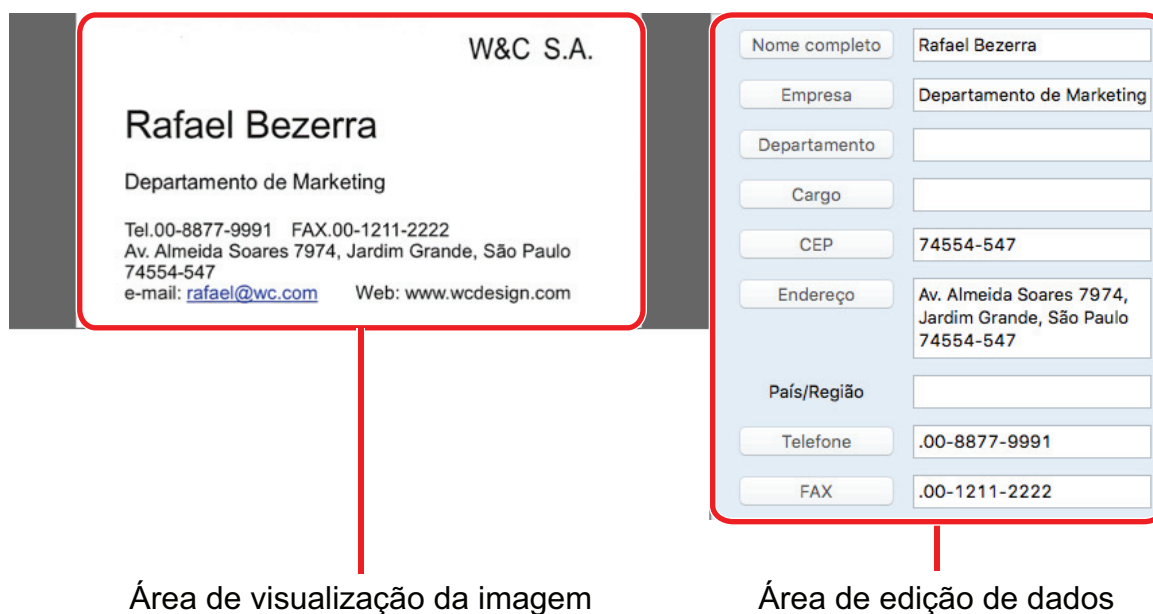 W&C S.A.
Rafael Bezerra
Departamento de Marketing
Tel.00-8877-9991 FAX.00-1211-2222
Av. Almeida Soares 7974, Jardim Grande, São Paulo
74554-547
e-mail: rafael@wc.com Web: www.wcdesign.com
Nome completo Rafael Bezerra
Empresa Departamento de Marketing
Departamento
Cargo
CEP 74554-547
Endereço Av. Almeida Soares 7974,
Jardim Grande, São Paulo
74554-547
País/Região
Telefone .00-8877-9991
FAX .00-1211-2222
Área de visualização da imagem
Área de edição de dados